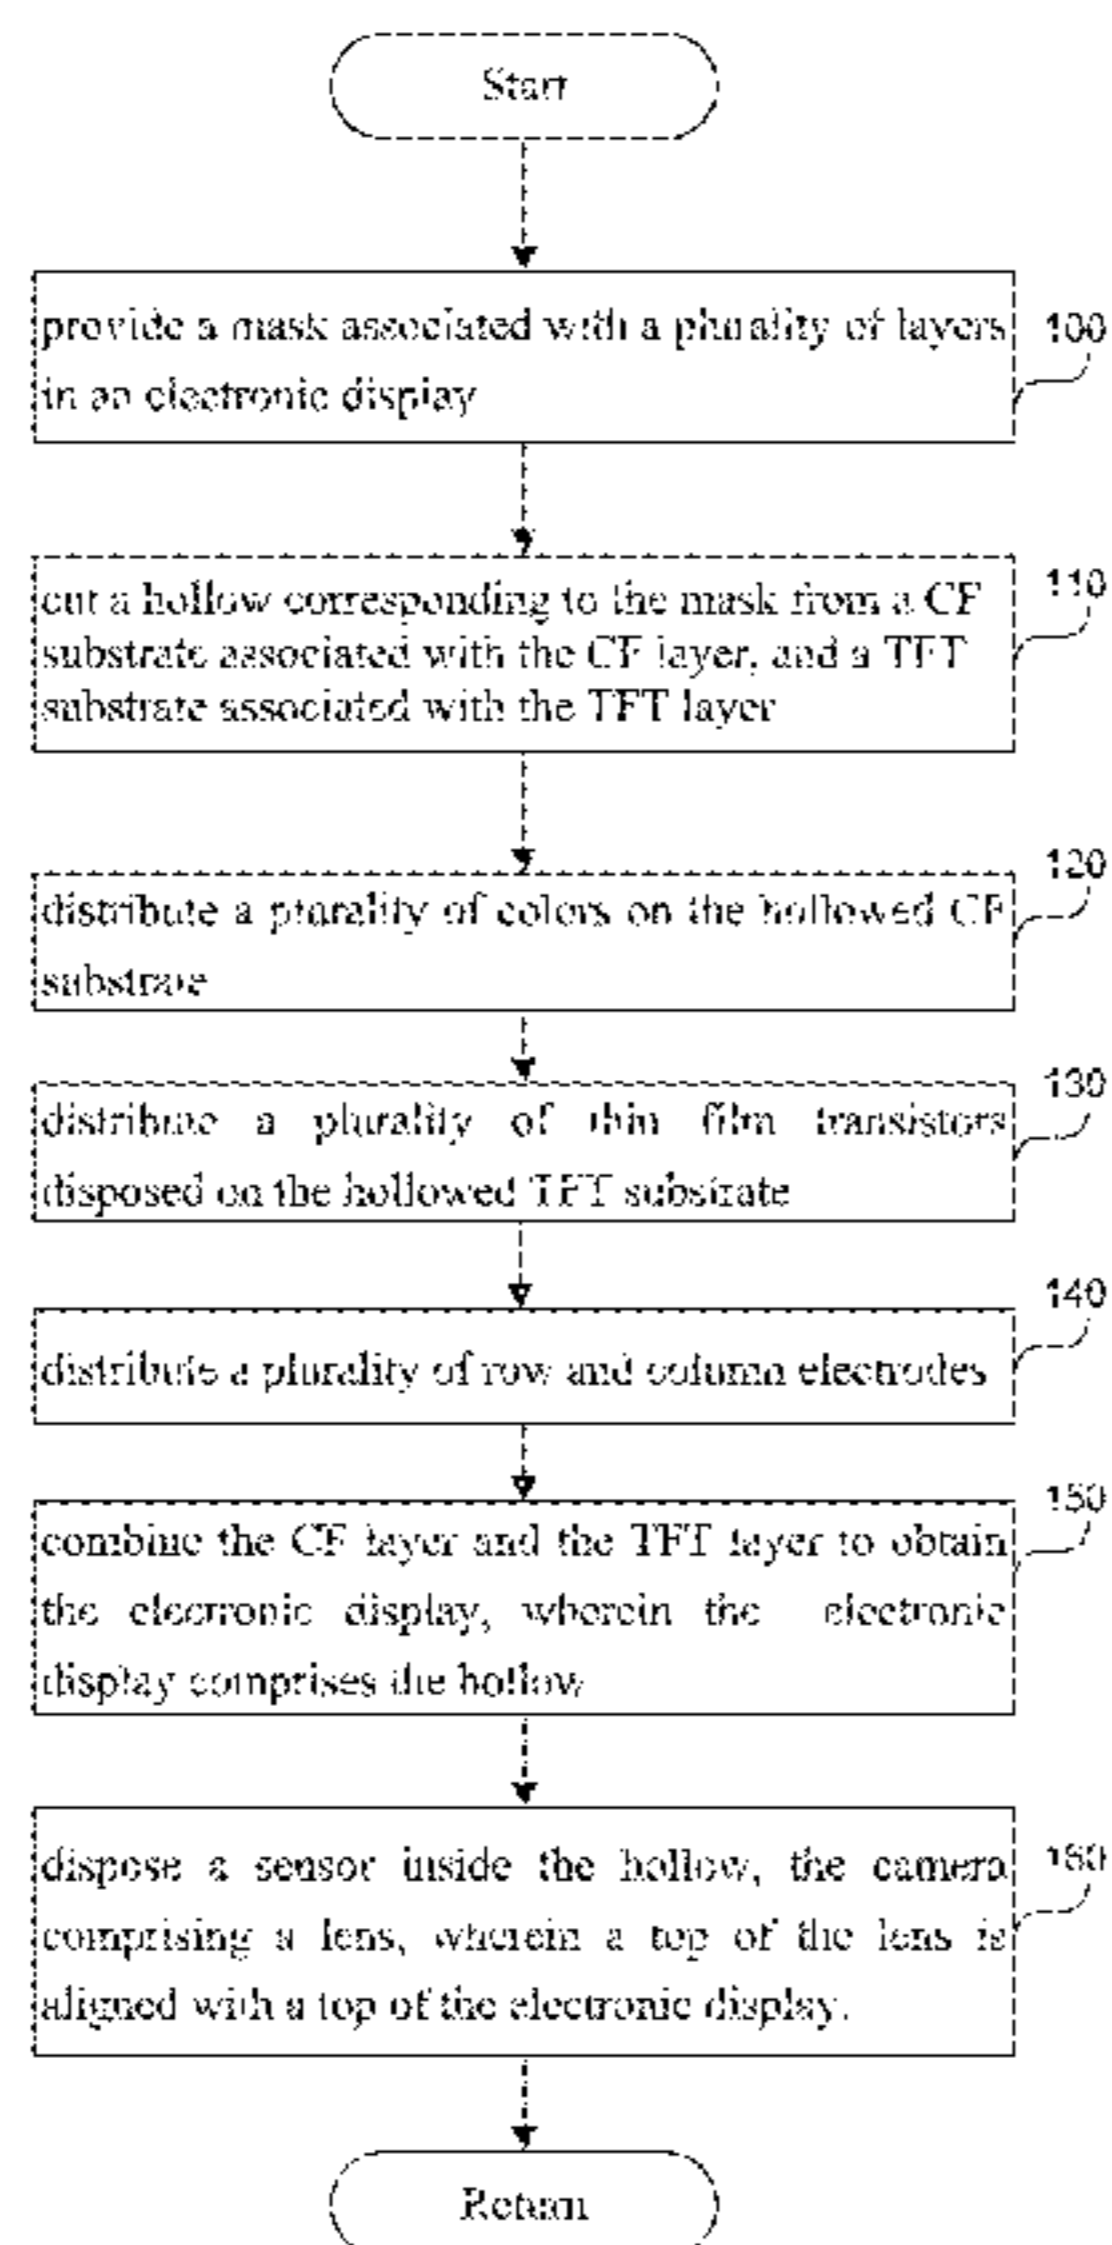 Start
provide a mask associated with a plurality of layers
100
in an electronic display
cut a hollow corresponding to the mask from a CF
110
substrate associated with the CF layer, and a TFT
substrate associated with the TFT layer
120
distribute a plurality of colors on the hollowed CF
substrate
130
distribute a plurality of thin film transistors
disposed on the hollowed TFT substrate
140
distribute a plurality of row and column electrodes
150
combine the CF layer and the TFT layer to obtain
the electronic display, wherein the electronic
display comprises the hollow
dispose a sensor inside the hollow, the camera
160
comprising a lens, wherein a top of the lens is
aligned with a top of the electronic display.
Return